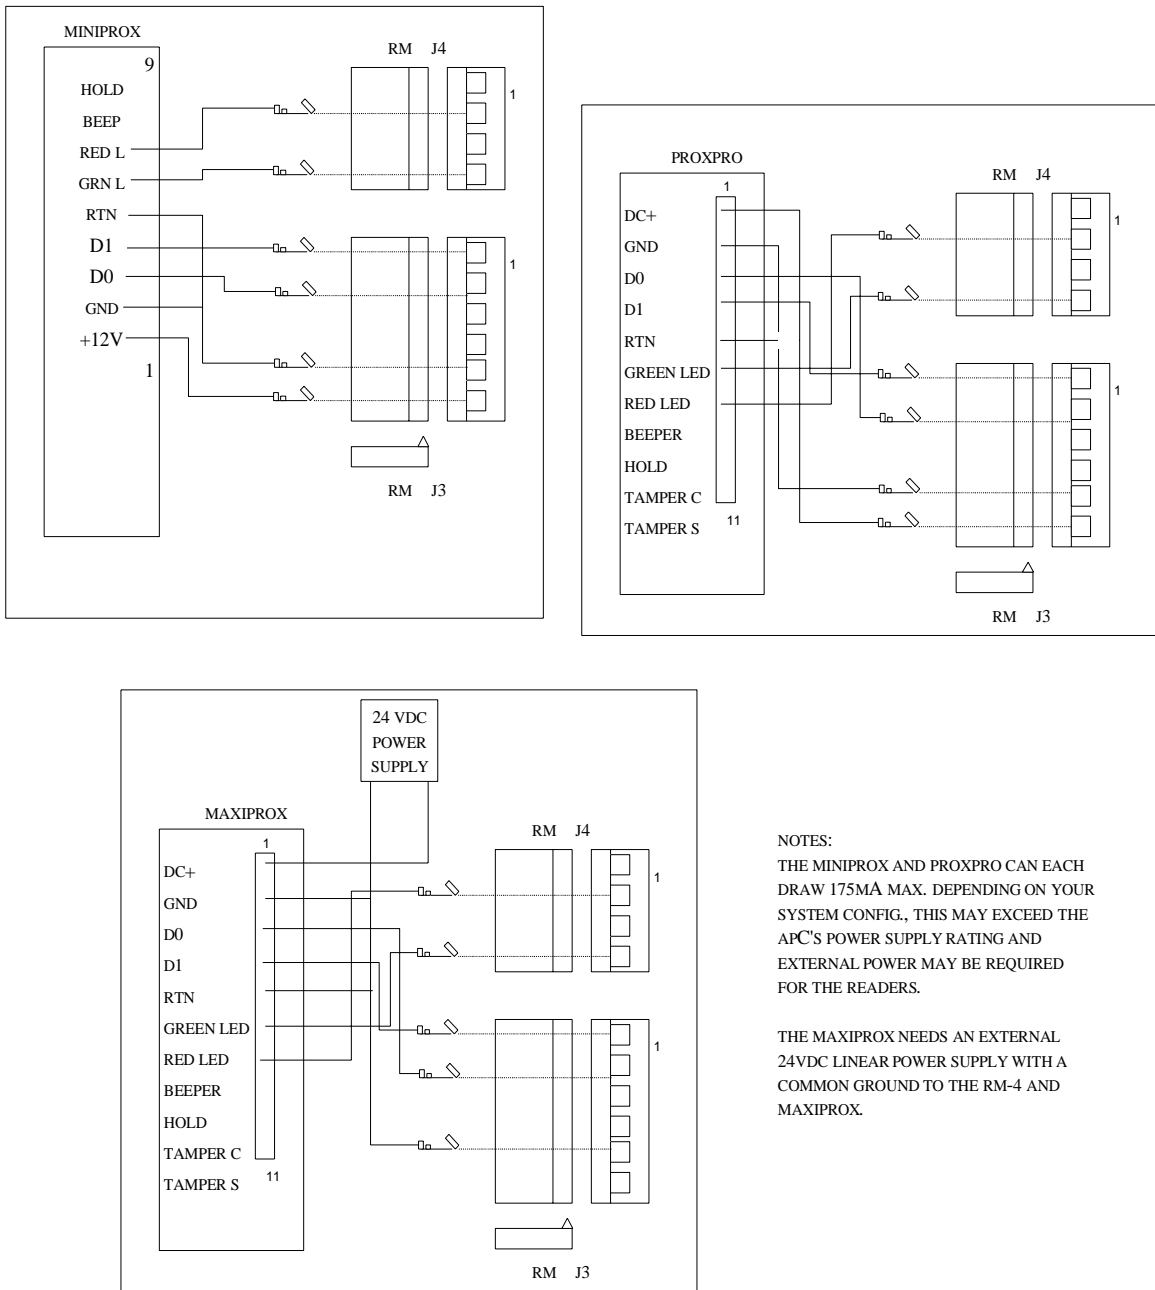 MINIPROX
9
HOLD
BEEP
RED L
GRN L
RTN
D1
D0
GND
+12V
1
RM J4
1
1
RM J3
PROXPRO
1
DC+
GND
D0
D1
RTN
GREEN LED
RED LED
BEEPER
HOLD
TAMPER C
TAMPER S
11
RM J4
1
1
RM J3
24 VDC
POWER
SUPPLY
MAXIPROX
1
DC+
GND
D0
D1
RTN
GREEN LED
RED LED
BEEPER
HOLD
TAMPER C
TAMPER S
11
RM J4
1
1
RM J3
NOTES:
THE MINIPROX AND PROXPRO CAN EACH
DRAW 175MA MAX. DEPENDING ON YOUR
SYSTEM CONFIG., THIS MAY EXCEED THE
APC'S POWER SUPPLY RATING AND
EXTERNAL POWER MAY BE REQUIRED
FOR THE READERS.
THE MAXIPROX NEEDS AN EXTERNAL
24VDC LINEAR POWER SUPPLY WITH A
COMMON GROUND TO THE RM-4 AND
MAXIPROX.